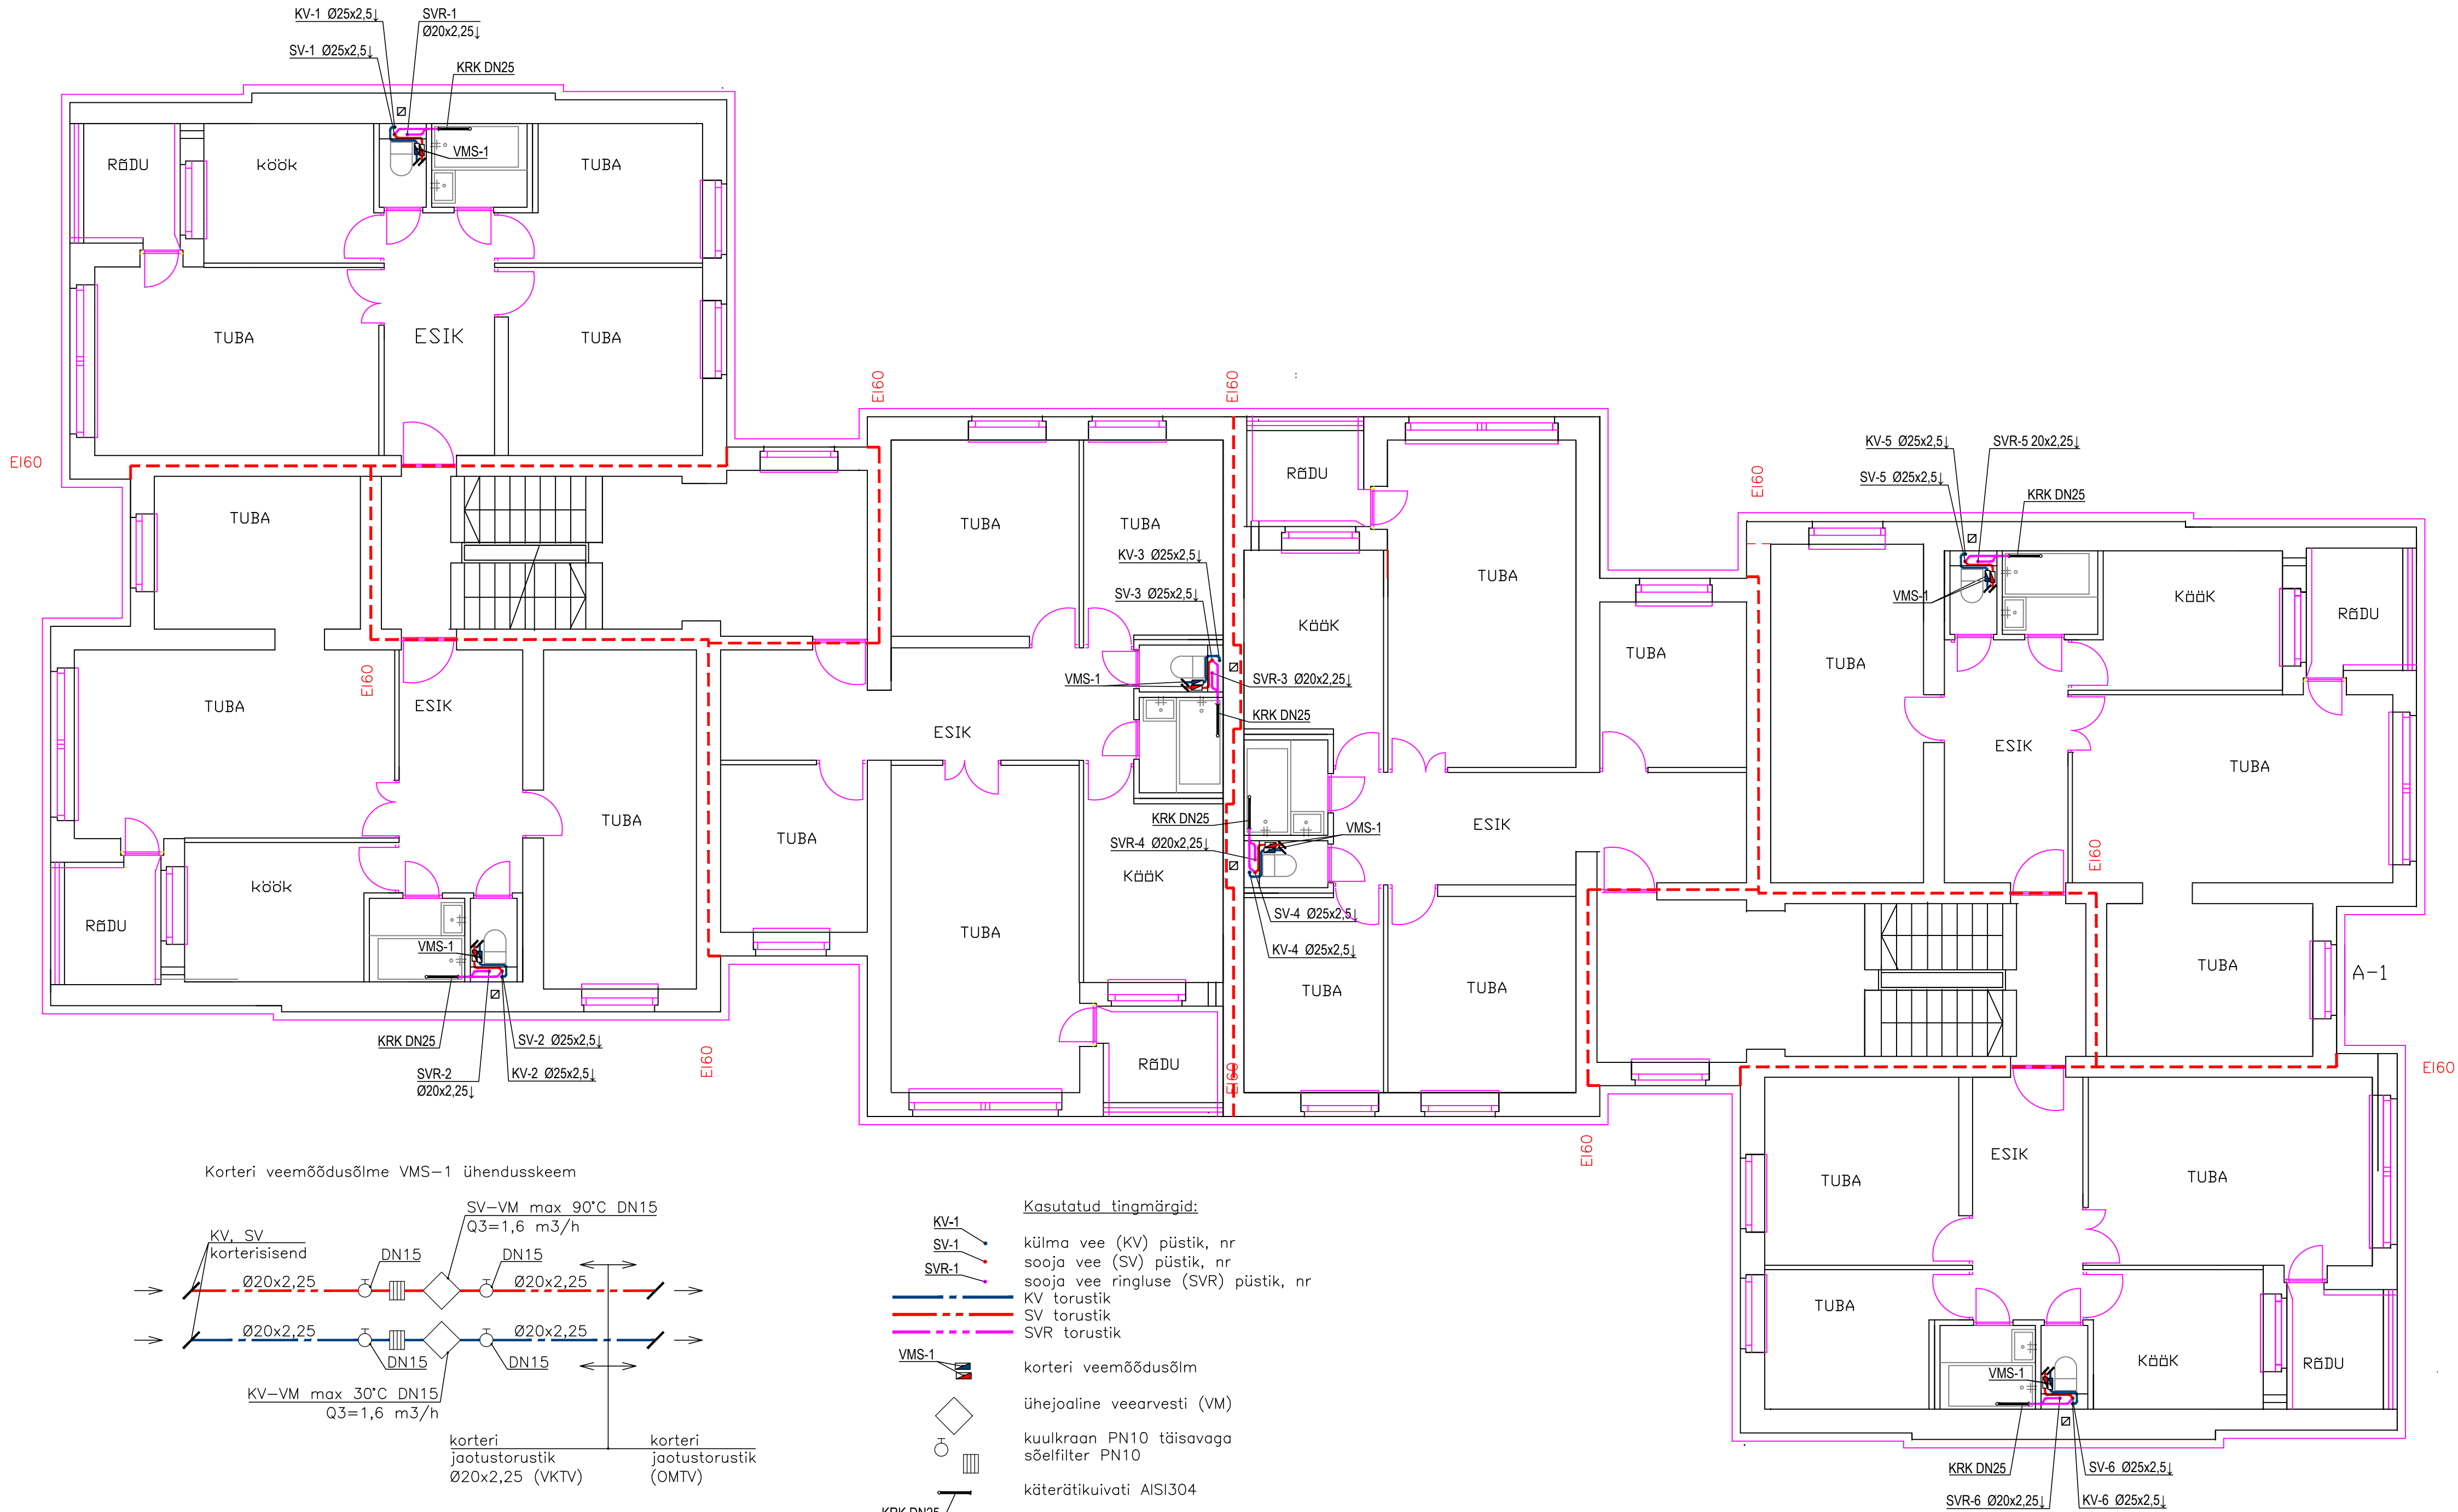 KV-1 Ø25x2,5↓
SVR-1
Ø20x2,25↓
SV-1 Ø25x2,5↓
KRK DN25
VMS-1
RÕDU
KÖÖK
TUBA
TUBA
ESIK
TUBA
EI60
EI60
EI60
KV-5 Ø25x2,5↓
SVR-5 20x2,25↓
SV-5 Ø25x2,5↓
KRK DN25
EI60
RÕDU
TUBA
TUBA
TUBA
KV-3 Ø25x2,5↓
SV-3 Ø25x2,5↓
TUBA
VMS-1
KÖÖK
RÕDU
KÖÖK
TUBA
TUBA
EI60
VMS-1
SVR-3 Ø20x2,25↓
KRK DN25
TUBA
ESIK
ESIK
ESIK
TUBA
TUBA
KRK DN25
VMS-1
SVR-4 Ø20x2,25↓
ESIK
TUBA
TUBA
EI60
KÖÖK
KÖÖK
RÕDU
SV-4 Ø25x2,5↓
KV-4 Ø25x2,5↓
TUBA
VMS-1
TUBA
TUBA
TUBA
A-1
KRK DN25
SV-2 Ø25x2,5↓
SVR-2
Ø20x2,25↓
KV-2 Ø25x2,5↓
EI60
RÕDU
EI60
EI60
EI60
ESIK
TUBA
TUBA
TUBA
KÖÖK
RÕDU
VMS-1
KRK DN25
SV-6 Ø25x2,5↓
SVR-6 Ø20x2,25↓
KV-6 Ø25x2,5↓
Korteri veemõõdusõlme VMS-1 ühendusskeem
SV-VM max 90°C DN15
Q3=1,6 m3/h
KV, SV
korterisisend
DN15
DN15
Ø20x2,25
Ø20x2,25
Ø20x2,25
Ø20x2,25
DN15
DN15
KV-VM max 30°C DN15
Q3=1,6 m3/h
korteri
jaotustorustik
Ø20x2,25 (VKTV)
korteri
jaotustorustik
(OMTV)
Kasutatud tingmärgid:
KV-1
külma vee (KV) püstik, nr
SV-1
sooja vee (SV) püstik, nr
SVR-1
sooja vee ringluse (SVR) püstik, nr
KV torustik
SV torustik
SVR torustik
VMS-1
korteri veemõõdusõlm
ühejoaline veearvesti (VM)
kuulkraan PN10 täisavaga
sõelfilter PN10
käterätikuivati AISI304
KRK DN25